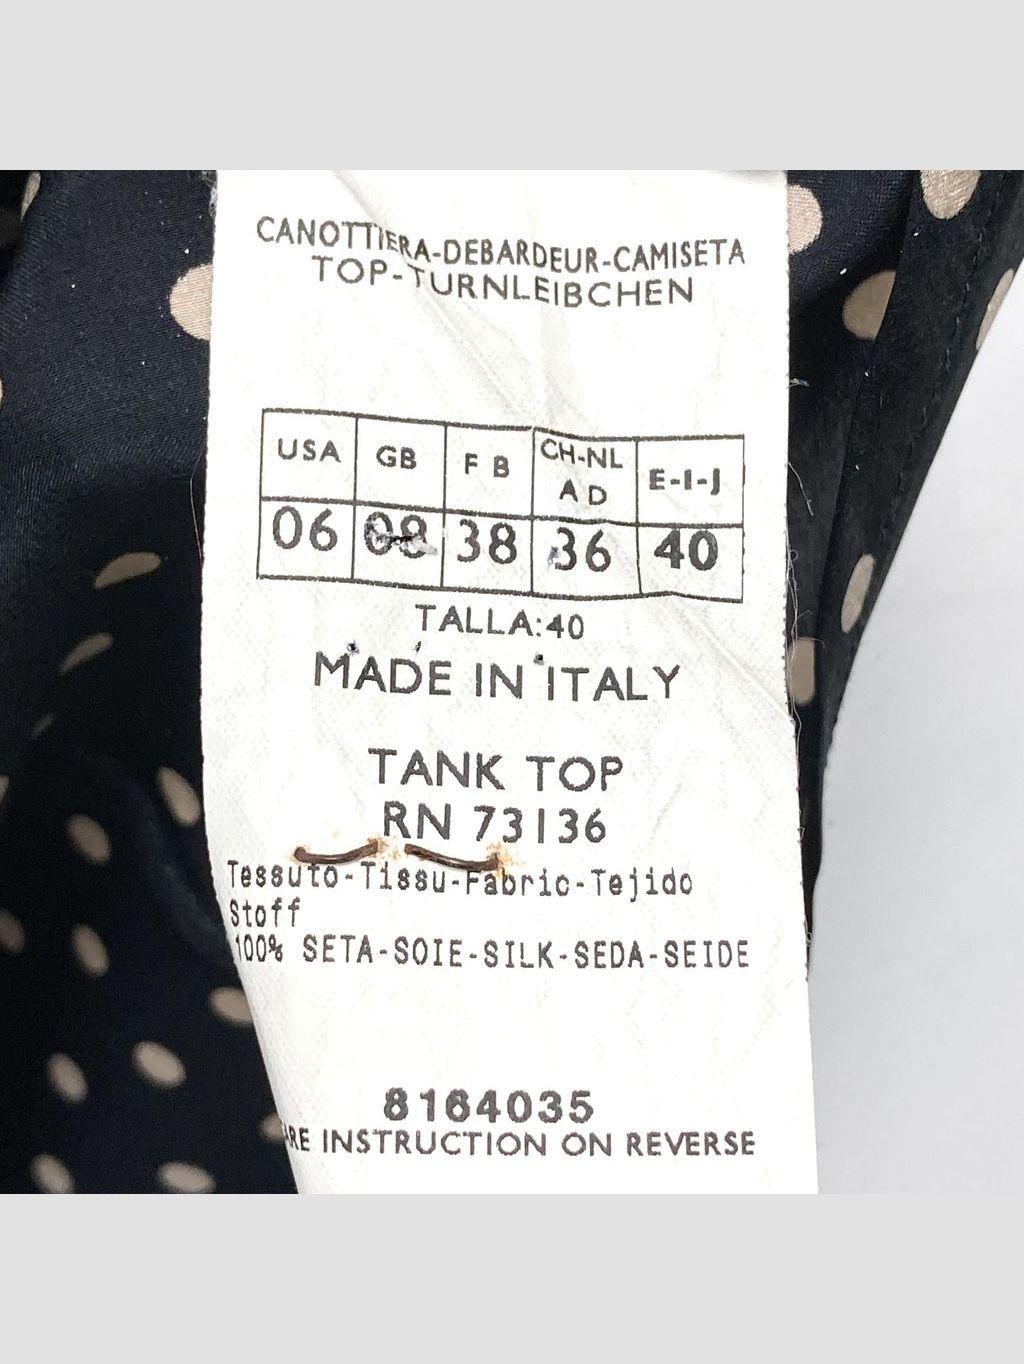 CANOTTIERA-DEBARDEUR-CAMISETA
TOP-TURNLEIBCHEN
USA GB F B CH-NL A D E-I-J
06 08 38 36 40
TALLA:40
MADE IN ITALY
TANK TOP
RN 73136
Tessuto-Tissu-Fabric-Tejido
Stoff
100% SETA-SOIE-SILK-SEDA-SEIDE
8164035
ARE INSTRUCTION ON REVERSE